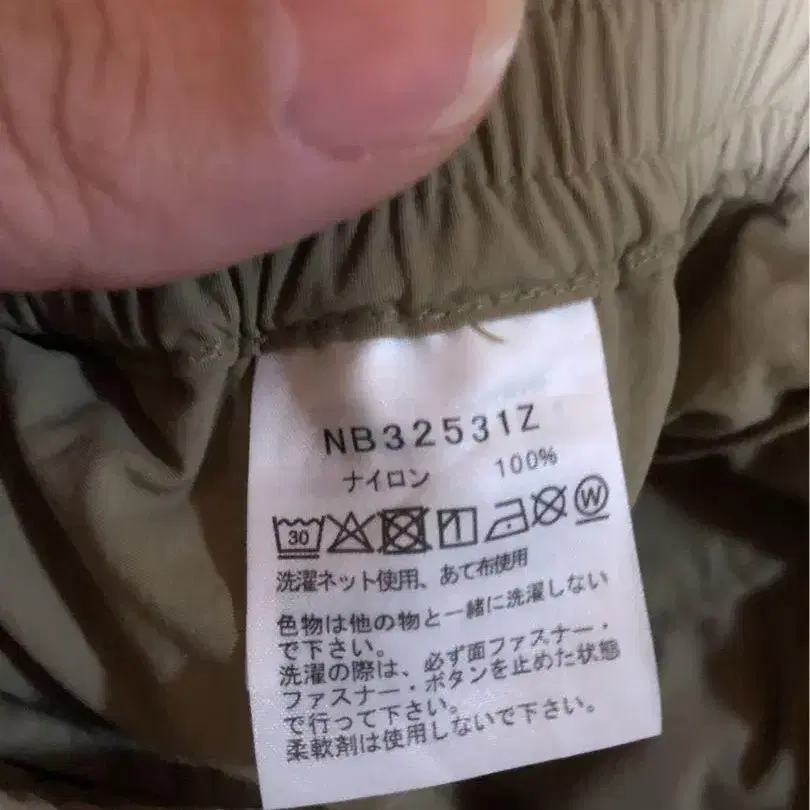 NB32531Z
ナイロン 100%
30 W
洗濯ネット使用、あて布使用
色物は他の物と一緒に洗濯しない
で下さい。
洗濯の際は、必ず面ファスナー・
ファスナー・ボタンを止めた状態
で行って下さい。
柔軟剤は使用しないで下さい。